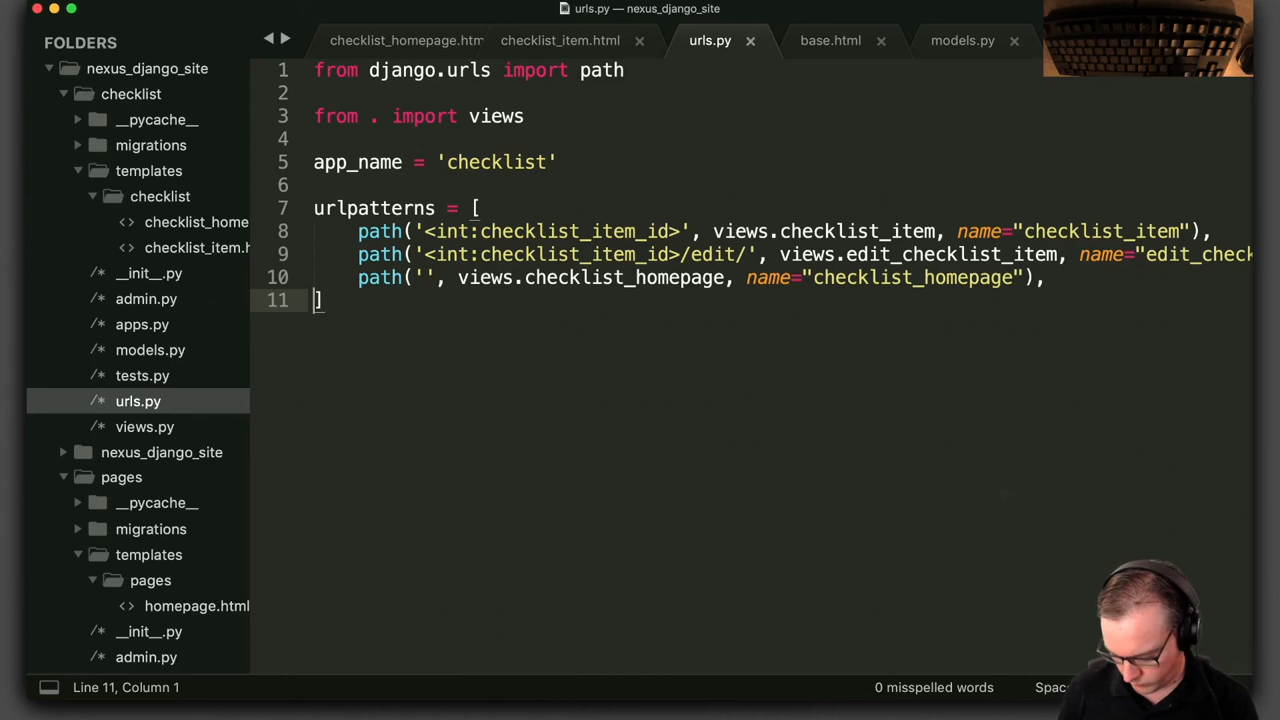 urls.py — nexus_django_site
FOLDERS
nexus_django_site
checklist
__pycache__
migrations
templates
checklist
<> checklist_home
<> checklist_item.h
/* __init__.py
/* admin.py
/* apps.py
/* models.py
/* tests.py
/* urls.py
/* views.py
nexus_django_site
pages
__pycache__
migrations
templates
pages
<> homepage.html
/* __init__.py
/* admin.py
checklist_homepage.htm checklist_item.html × urls.py × base.html × models.py ×
1 from django.urls import path
2
3 from . import views
4
5 app_name = 'checklist'
6
7 urlpatterns = [
8 path('<int:checklist_item_id>', views.checklist_item, name="checklist_item"),
9 path('<int:checklist_item_id>/edit/', views.edit_checklist_item, name="edit_check
10 path('', views.checklist_homepage, name="checklist_homepage"),
11 ]
Line 11, Column 1
0 misspelled words
Spac